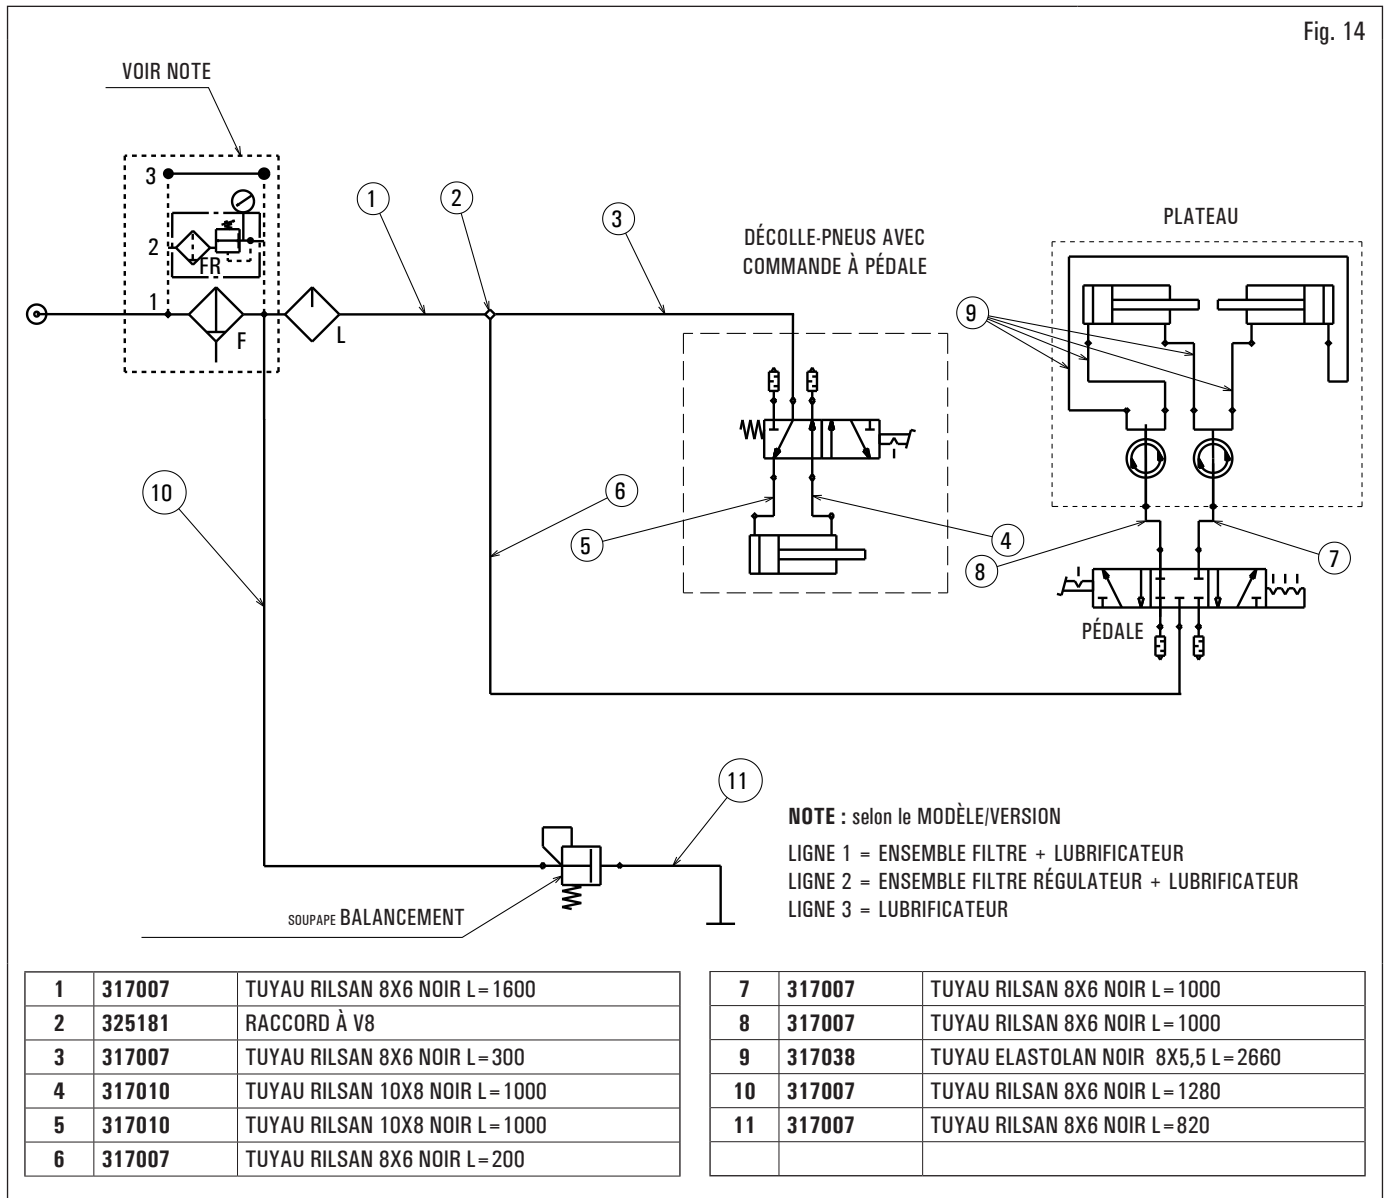 Fig. 14
VOIR NOTE
3
2
FR
1
F
L
1
2
3
DÉCOLLE-PNEUS AVEC
COMMANDE À PÉDALE
PLATEAU
9
10
6
5
4
8
7
PÉDALE
11
SOUPAPE BALANCEMENT
NOTE : selon le MODÈLE/VERSION
LIGNE 1 = ENSEMBLE FILTRE + LUBRIFICATEUR
LIGNE 2 = ENSEMBLE FILTRE RÉGULATEUR + LUBRIFICATEUR
LIGNE 3 = LUBRIFICATEUR
1 317007 TUYAU RILSAN 8X6 NOIR L=1600
2 325181 RACCORD À V8
3 317007 TUYAU RILSAN 8X6 NOIR L=300
4 317010 TUYAU RILSAN 10X8 NOIR L=1000
5 317010 TUYAU RILSAN 10X8 NOIR L=1000
6 317007 TUYAU RILSAN 8X6 NOIR L=200
7 317007 TUYAU RILSAN 8X6 NOIR L=1000
8 317007 TUYAU RILSAN 8X6 NOIR L=1000
9 317038 TUYAU ELASTOLAN NOIR 8X5,5 L=2660
10 317007 TUYAU RILSAN 8X6 NOIR L=1280
11 317007 TUYAU RILSAN 8X6 NOIR L=820